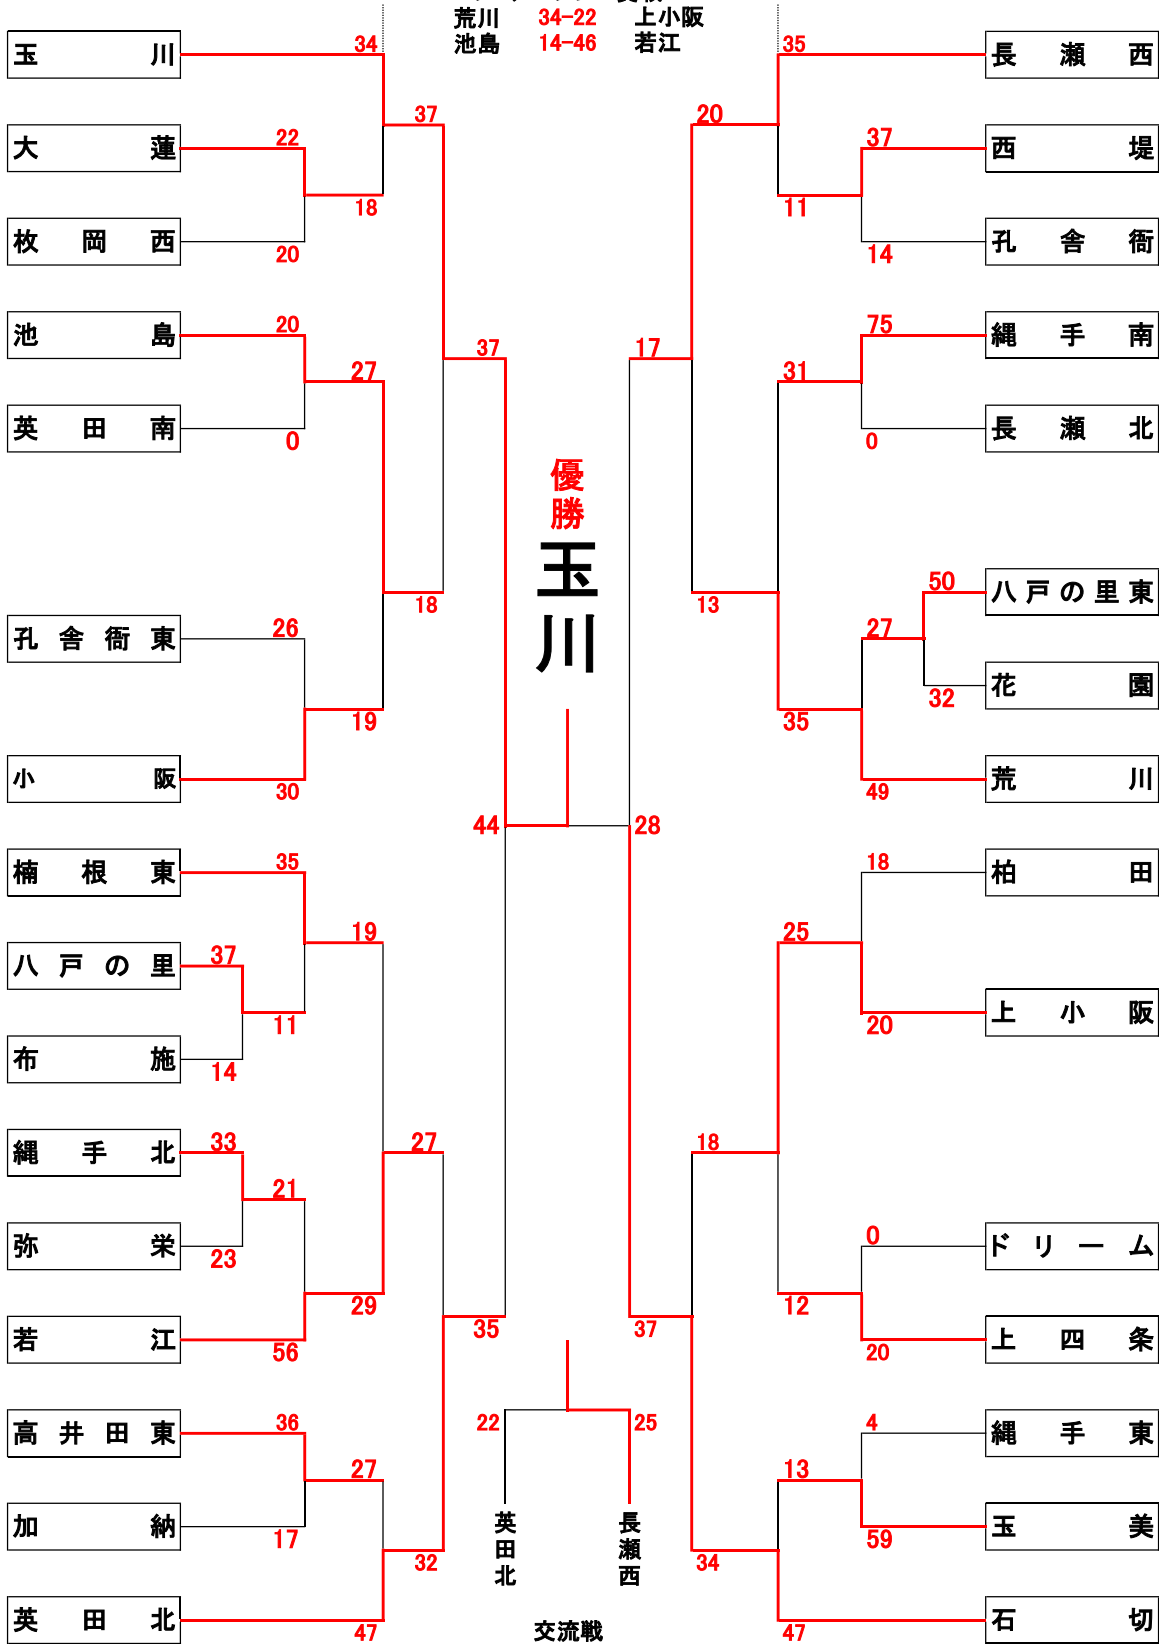 荒川 34-22 上小阪
池島 14-46 若江
玉川 34
37
大蓮 22
18
枚岡西 20
池島 20
37
27
英田南 0
18
孔舎衙東 26
19
小阪 30
44
楠根東 35
19
八戸の里 37
11
布施 14
縄手北 33
27
21
弥栄 23
29
35
若江 56
高井田東 36
27
加納 17
32
英田北 47
優勝
玉川
35 長瀬西
20
37 西堤
11
14 孔舎衙
75 縄手南
17
31
0 長瀬北
50 八戸の里東
13
27
32 花園
35
49 荒川
28
18 柏田
25
20 上小阪
18
0 ドリーム
12
37
20 上四条
4 縄手東
13
59 玉美
34
47 石切
22 25
英田北
長瀬西
交流戦